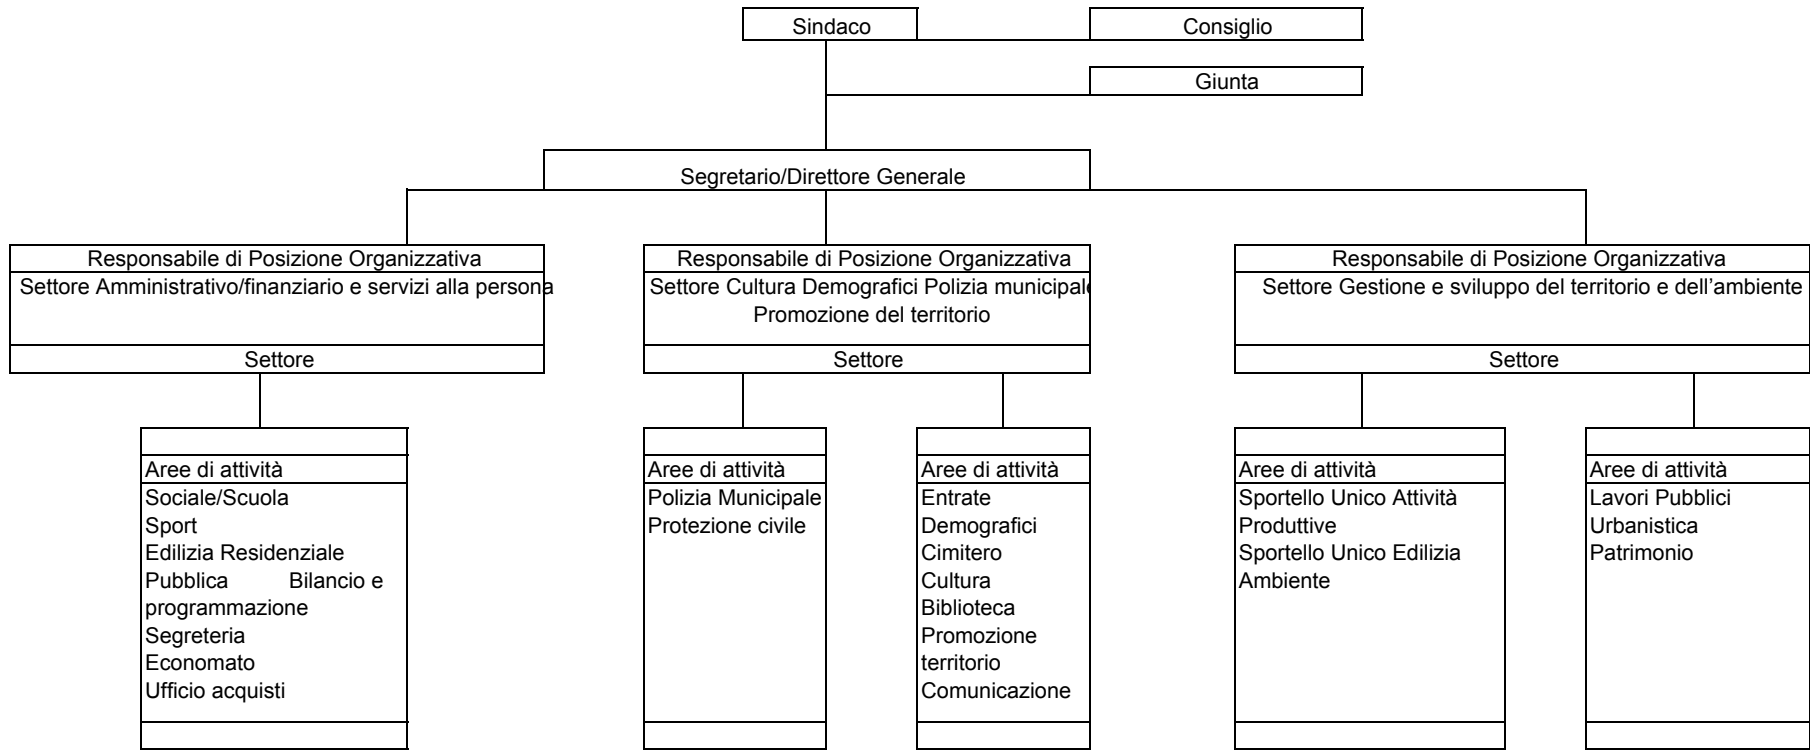 Sindaco
Consiglio
Giunta
Segretario/Direttore Generale
Responsabile di Posizione Organizzativa
Settore Amministrativo/finanziario e servizi alla persona
Settore
Responsabile di Posizione Organizzativa
Settore Cultura Demografici Polizia municipale
Promozione del territorio
Settore
Responsabile di Posizione Organizzativa
Settore Gestione e sviluppo del territorio e dell'ambiente
Settore
Aree di attività
Sociale/Scuola
Sport
Edilizia Residenziale
Pubblica Bilancio e
programmazione
Segreteria
Economato
Ufficio acquisti
Aree di attività
Polizia Municipale
Protezione civile
Aree di attività
Entrate
Demografici
Cimitero
Cultura
Biblioteca
Promozione
territorio
Comunicazione
Aree di attività
Sportello Unico Attività
Produttive
Sportello Unico Edilizia
Ambiente
Aree di attività
Lavori Pubblici
Urbanistica
Patrimonio